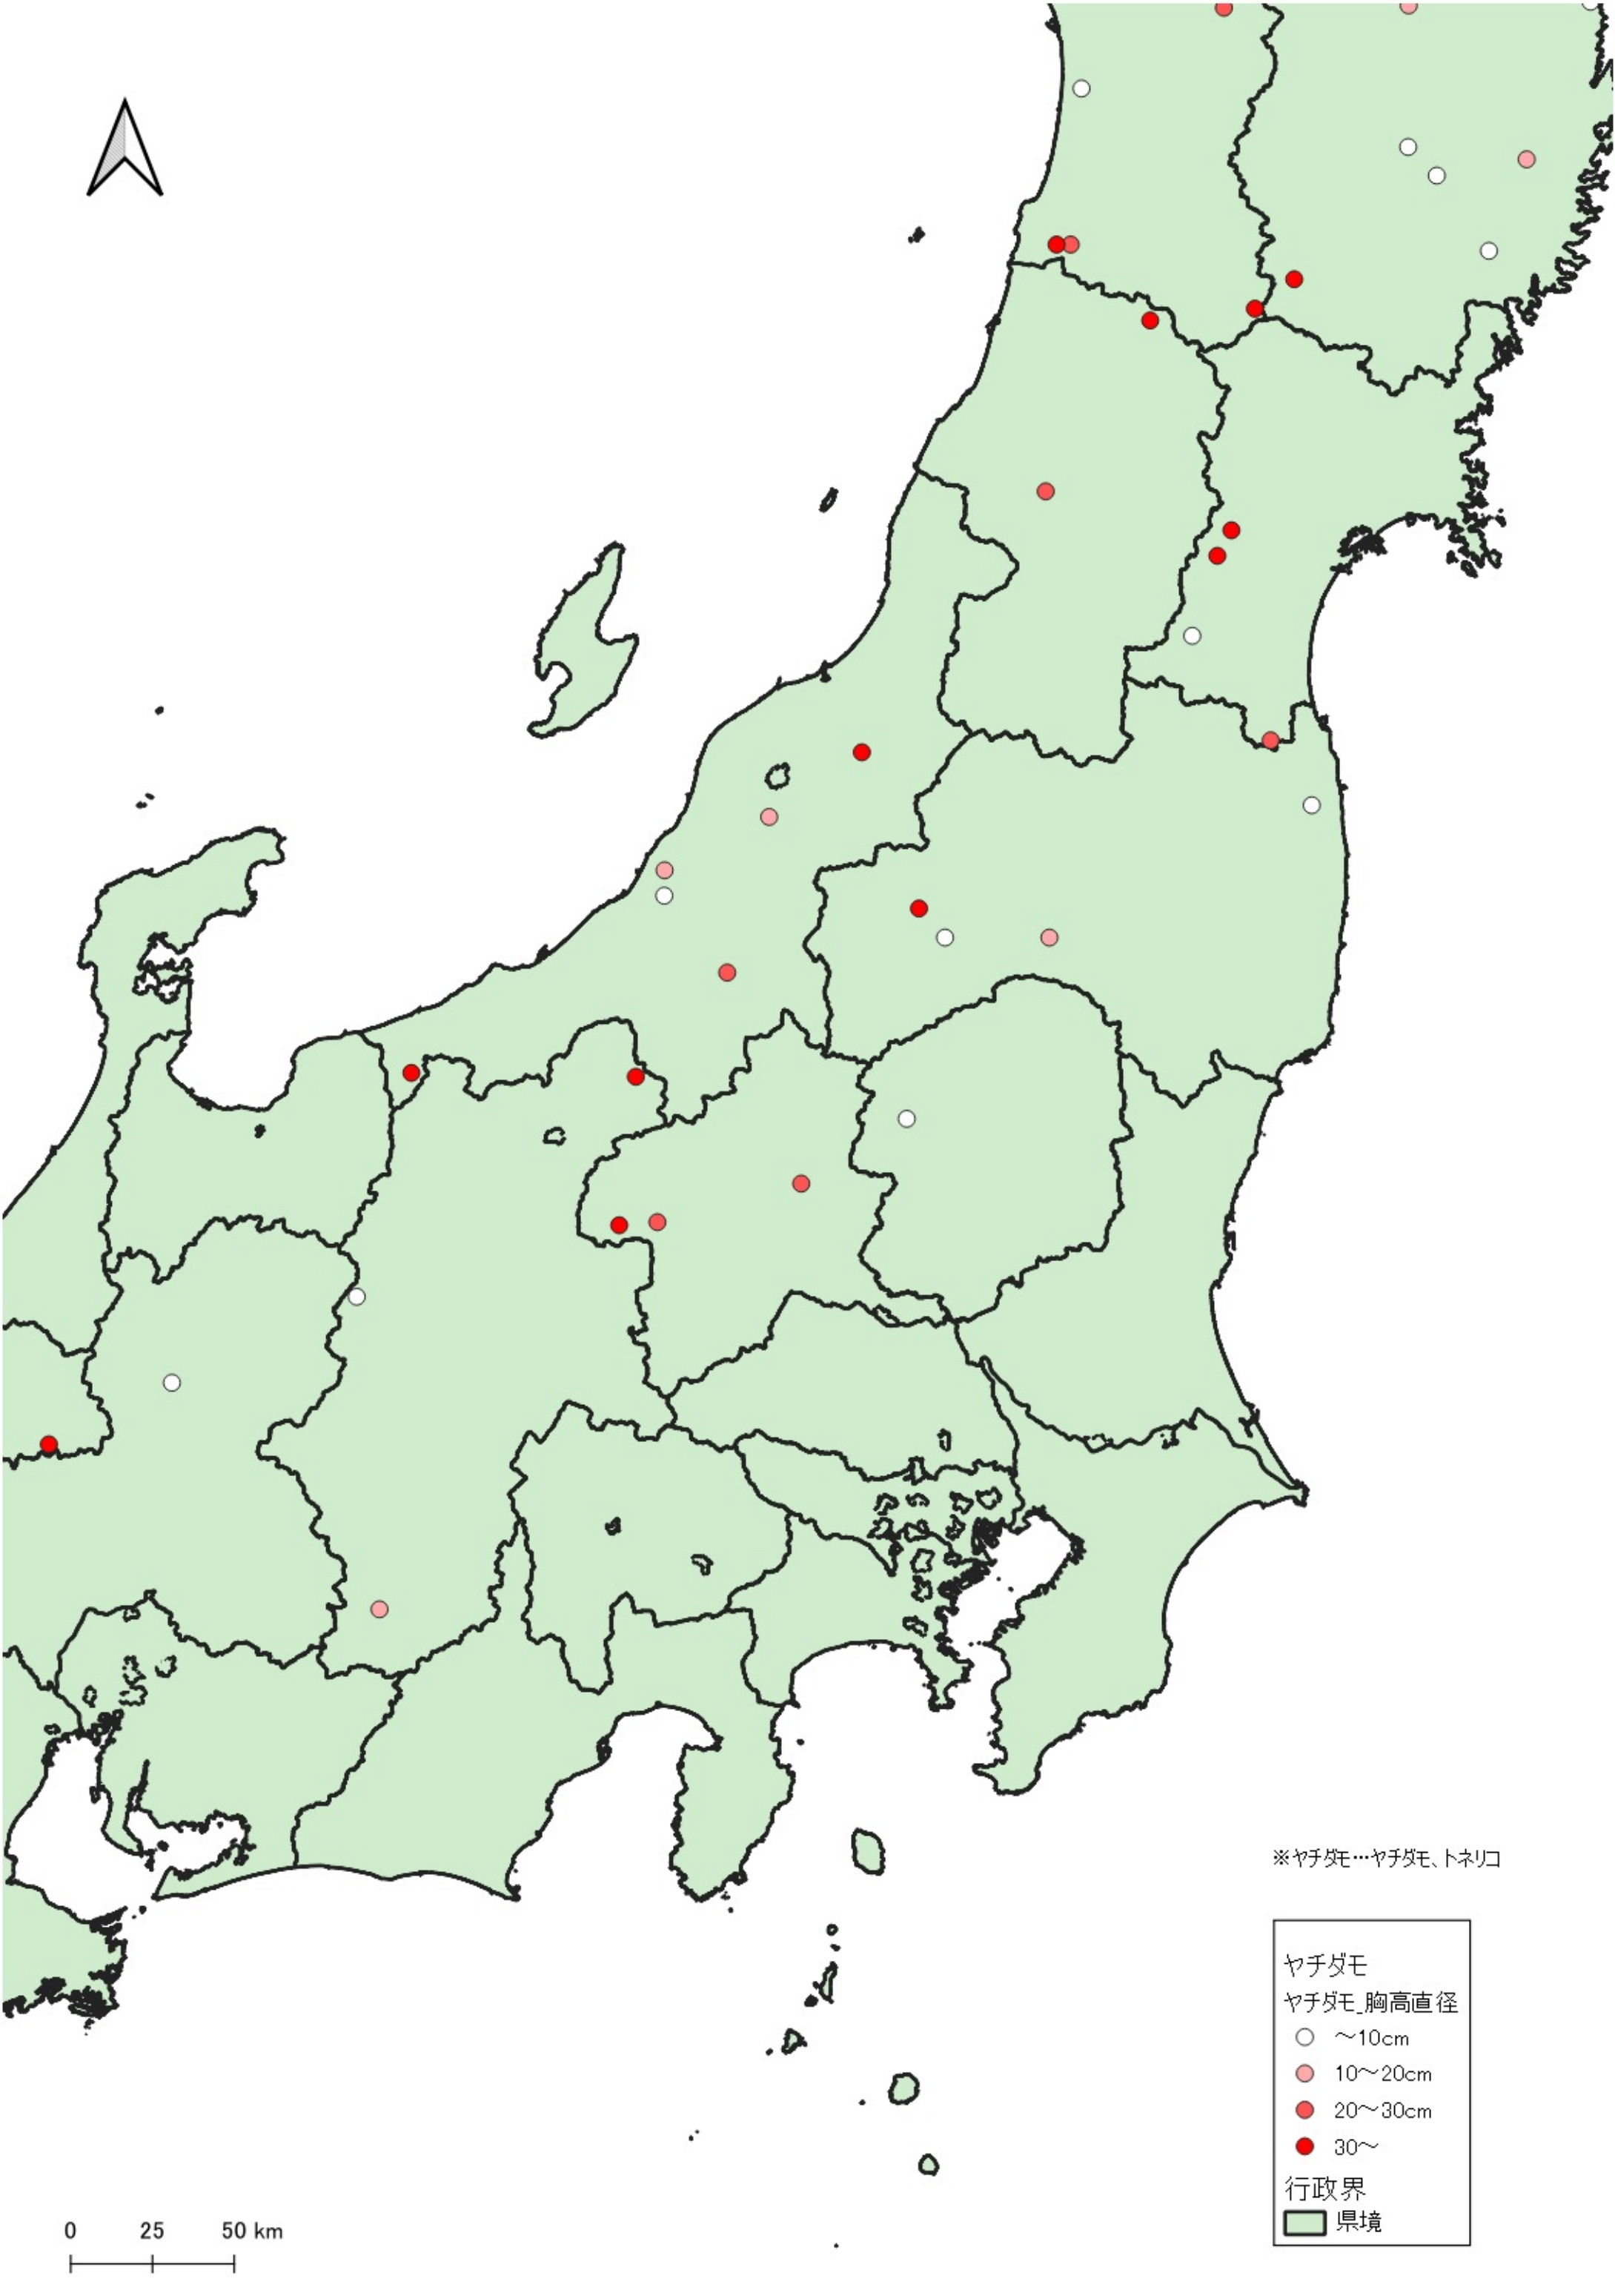 ※ヤチダモ…ヤチダモ、トネリコ
ヤチダモ
ヤチダモ_胸高直径
～10cm
10～20cm
20～30cm
30～
行政界
県境
0 25 50 km